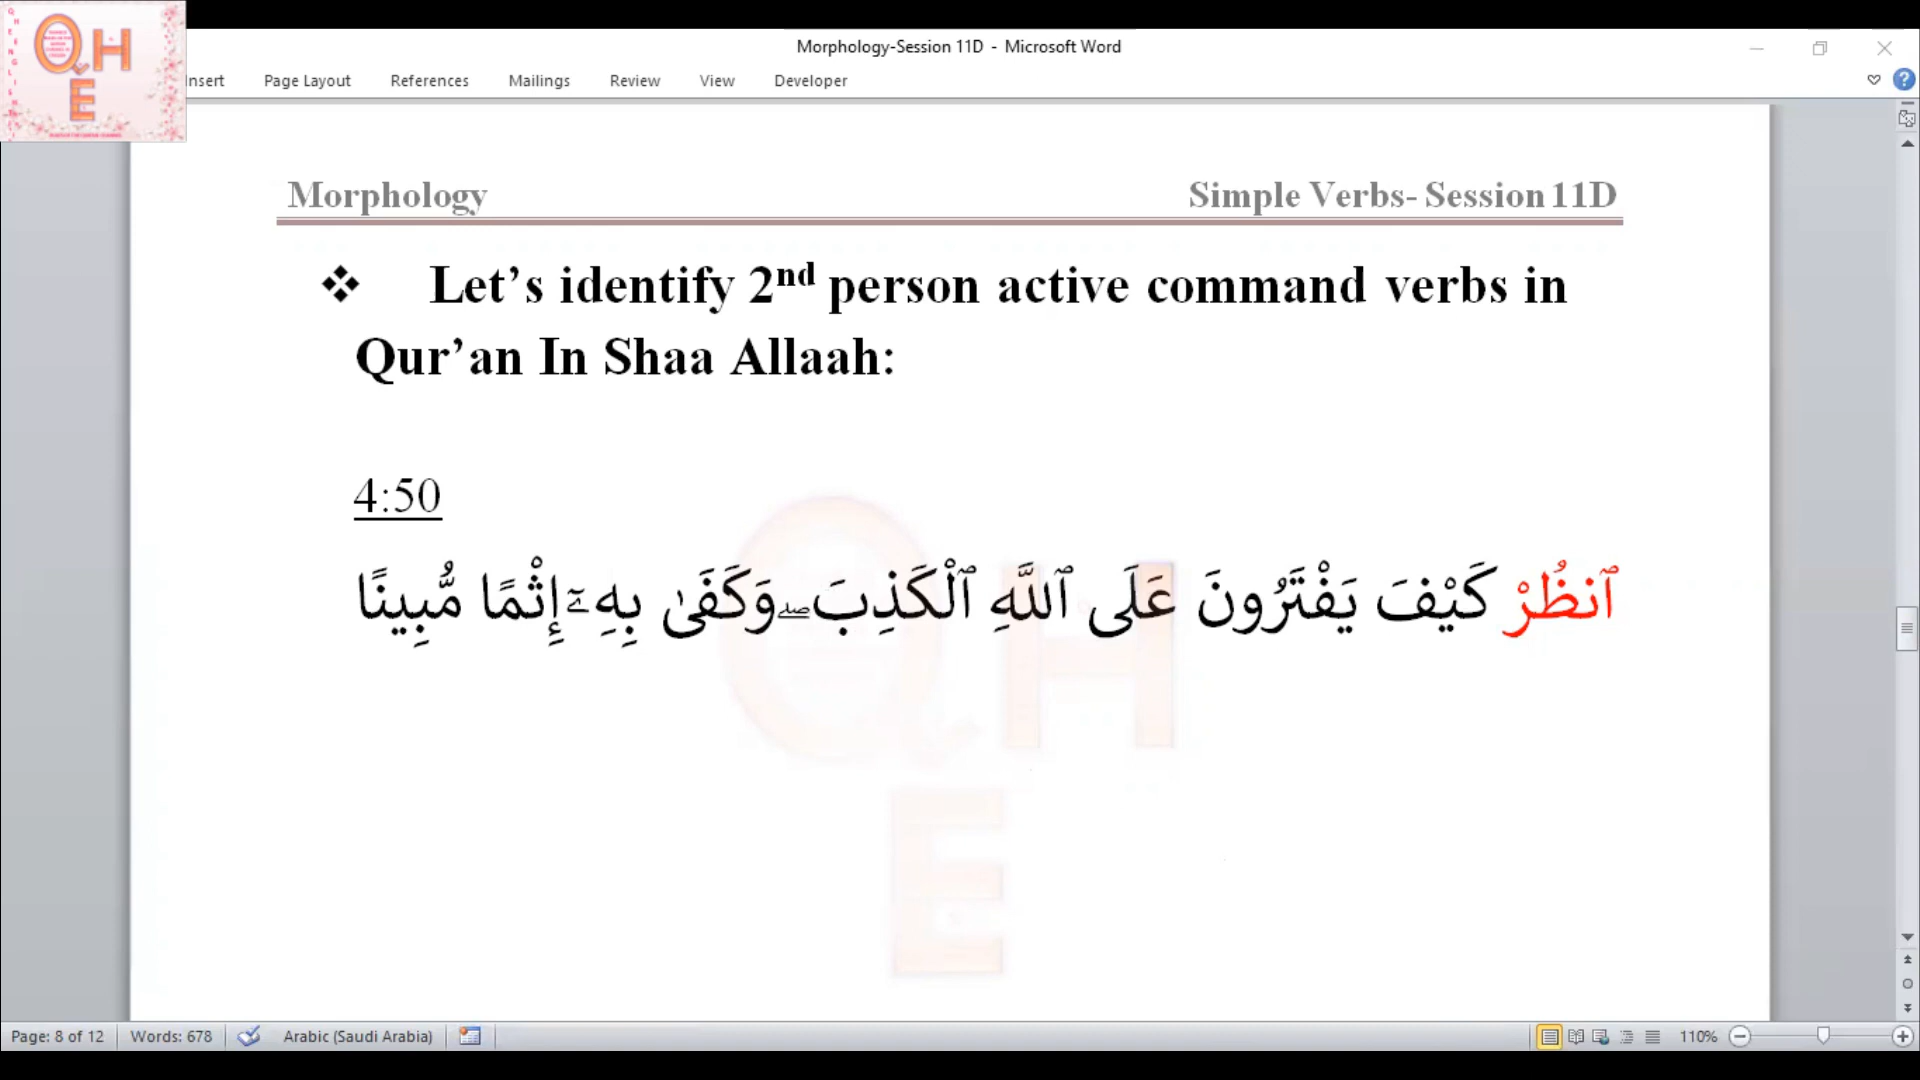 Morphology-Session 11D - Microsoft Word
Insert Page Layout References Mailings Review View Developer
QHE
Morphology Simple Verbs- Session 11D
❖ Let’s identify 2nd person active command verbs in
Qur’an In Shaa Allaah:
4:50
ٱنظُرْ كَيْفَ يَفْتَرُونَ عَلَى ٱللَّهِ ٱلْكَذِبَ ۖ وَكَفَىٰ بِهِۦٓ إِثْمًا مُّبِينًا
Page: 8 of 12 Words: 678 Arabic (Saudi Arabia) 110%